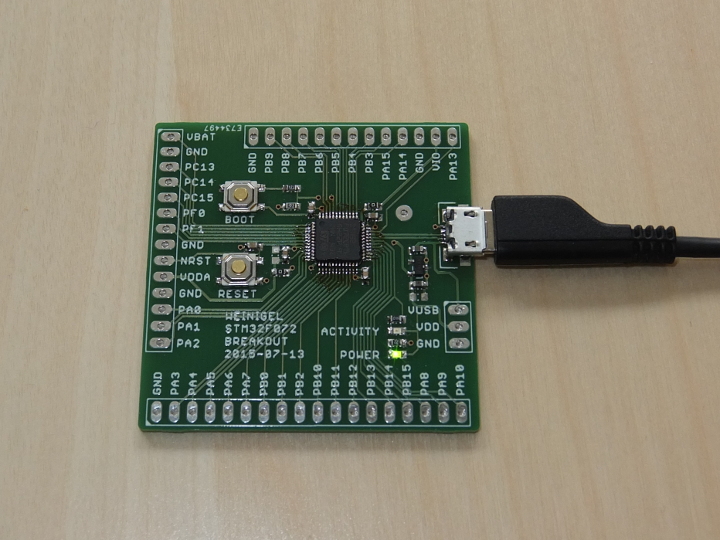 E734497
VBAT
GND
PC13
PC14
PC15
PF0
PF1
GND
NRST
VDDA
GND
PA0
PA1
PA2
GND
PB9
PB8
PB7
PB6
PB5
PB4
PB3
PA15
PA14
GND
VIO
PA13
BOOT
RESET
WEINIGEL
STM32F072
BREAKOUT
2015-07-13
ACTIVITY
POWER
VUSB
VDD
GND
GND
PA3
PA4
PA5
PA6
PA7
PB0
PB1
PB2
PB10
PB11
PB12
PB13
PB14
PB15
PA8
PA9
PA10